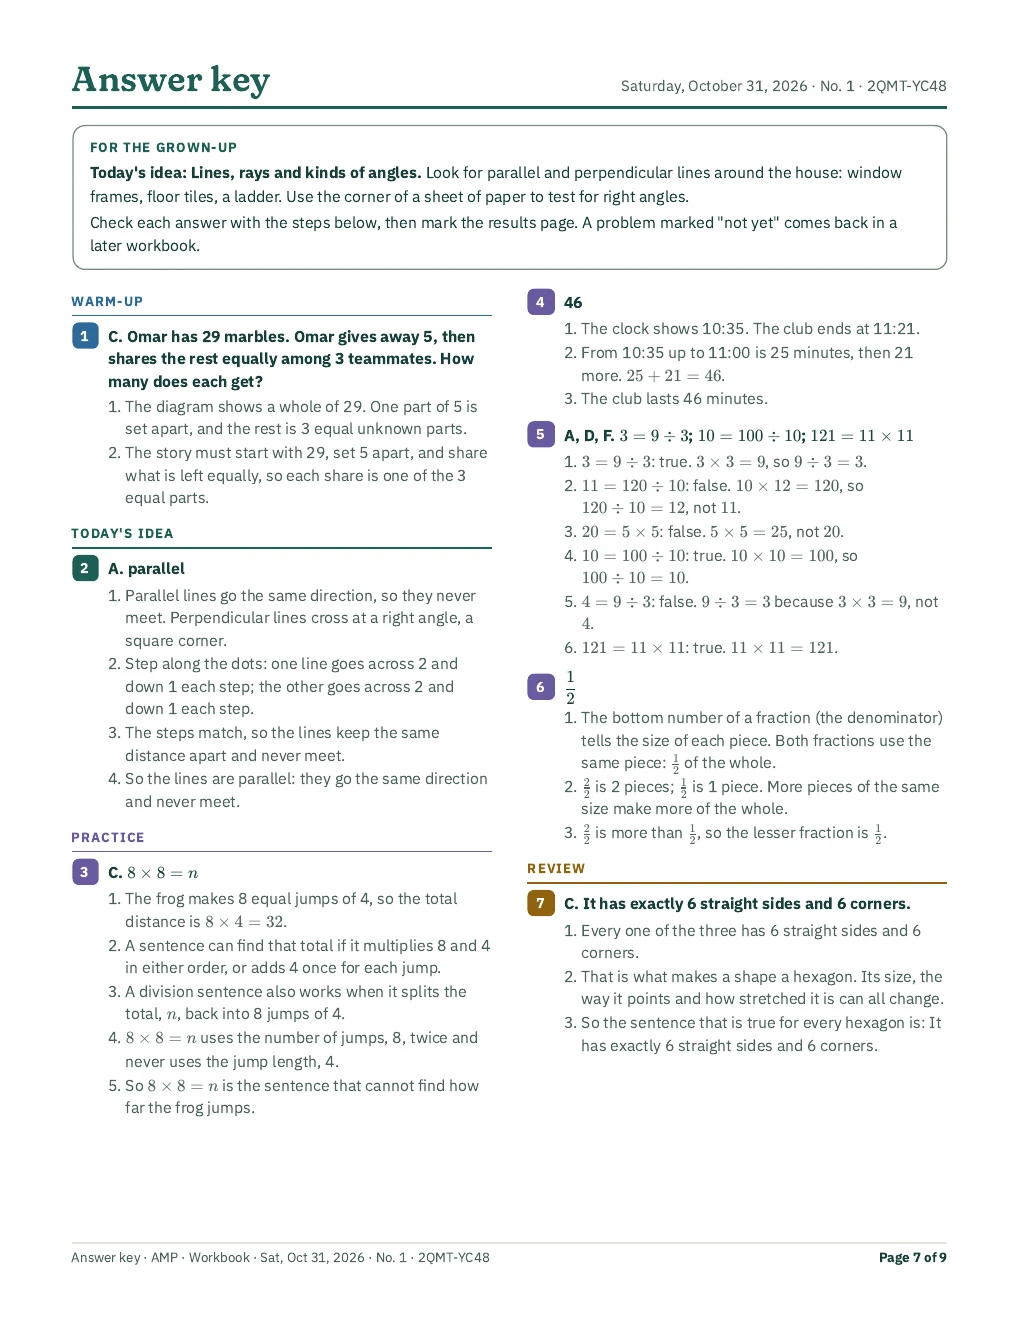 Answer key
Saturday, October 31, 2026 · No. 1 · 2QMT-YC48
FOR THE GROWN-UP
Today's idea: Lines, rays and kinds of angles. Look for parallel and perpendicular lines around the house: window
frames, floor tiles, a ladder. Use the corner of a sheet of paper to test for right angles.
Check each answer with the steps below, then mark the results page. A problem marked "not yet" comes back in a
later workbook.
WARM-UP
1 C. Omar has 29 marbles. Omar gives away 5, then
shares the rest equally among 3 teammates. How
many does each get?
1. The diagram shows a whole of 29. One part of 5 is
set apart, and the rest is 3 equal unknown parts.
2. The story must start with 29, set 5 apart, and share
what is left equally, so each share is one of the 3
equal parts.
TODAY'S IDEA
2 A. parallel
1. Parallel lines go the same direction, so they never
meet. Perpendicular lines cross at a right angle, a
square corner.
2. Step along the dots: one line goes across 2 and
down 1 each step; the other goes across 2 and
down 1 each step.
3. The steps match, so the lines keep the same
distance apart and never meet.
4. So the lines are parallel: they go the same direction
and never meet.
PRACTICE
3 C. 8 × 8 = n
1. The frog makes 8 equal jumps of 4, so the total
distance is 8 × 4 = 32.
2. A sentence can find that total if it multiplies 8 and 4
in either order, or adds 4 once for each jump.
3. A division sentence also works when it splits the
total, n, back into 8 jumps of 4.
4. 8 × 8 = n uses the number of jumps, 8, twice and
never uses the jump length, 4.
5. So 8 × 8 = n is the sentence that cannot find how
far the frog jumps.
4 46
1. The clock shows 10:35. The club ends at 11:21.
2. From 10:35 up to 11:00 is 25 minutes, then 21
more. 25 + 21 = 46.
3. The club lasts 46 minutes.
5 A, D, F. 3 = 9 ÷ 3; 10 = 100 ÷ 10; 121 = 11 × 11
1. 3 = 9 ÷ 3: true. 3 × 3 = 9, so 9 ÷ 3 = 3.
2. 11 = 120 ÷ 10: false. 10 × 12 = 120, so
120 ÷ 10 = 12, not 11.
3. 20 = 5 × 5: false. 5 × 5 = 25, not 20.
4. 10 = 100 ÷ 10: true. 10 × 10 = 100, so
100 ÷ 10 = 10.
5. 4 = 9 ÷ 3: false. 9 ÷ 3 = 3 because 3 × 3 = 9, not
4.
6. 121 = 11 × 11: true. 11 × 11 = 121.
6 1/2
1. The bottom number of a fraction (the denominator)
tells the size of each piece. Both fractions use the
same piece: 1/2 of the whole.
2. 2/2 is 2 pieces; 1/2 is 1 piece. More pieces of the same
size make more of the whole.
3. 2/2 is more than 1/2, so the lesser fraction is 1/2.
REVIEW
7 C. It has exactly 6 straight sides and 6 corners.
1. Every one of the three has 6 straight sides and 6
corners.
2. That is what makes a shape a hexagon. Its size, the
way it points and how stretched it is can all change.
3. So the sentence that is true for every hexagon is: It
has exactly 6 straight sides and 6 corners.
Answer key · AMP · Workbook · Sat, Oct 31, 2026 · No. 1 · 2QMT-YC48
Page 7 of 9